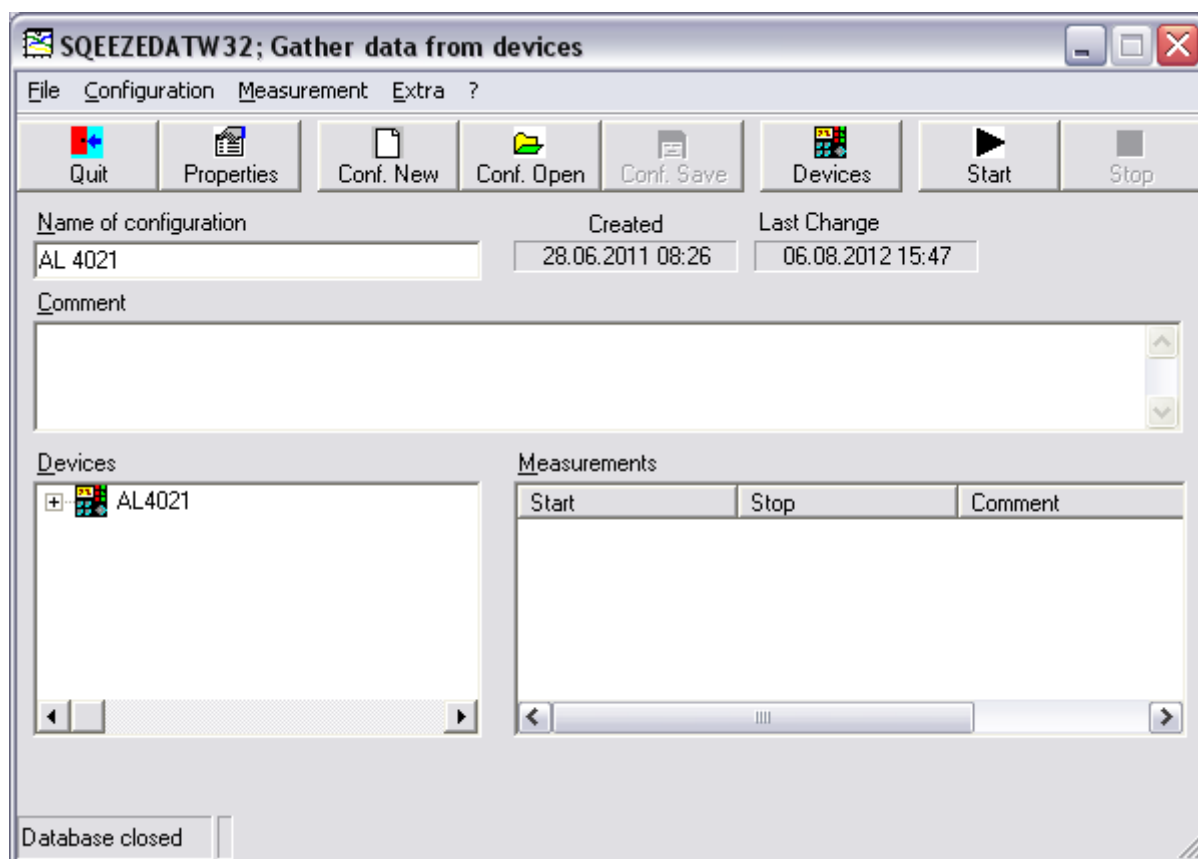 SQEEZEDATW32; Gather data from devices
File Configuration Measurement Extra ?
Quit Properties Conf. New Conf. Open Conf. Save Devices Start Stop
Name of configuration Created Last Change
AL 4021 28.06.2011 08:26 06.08.2012 15:47
Comment
Devices Measurements
AL4021 Start Stop Comment
Database closed